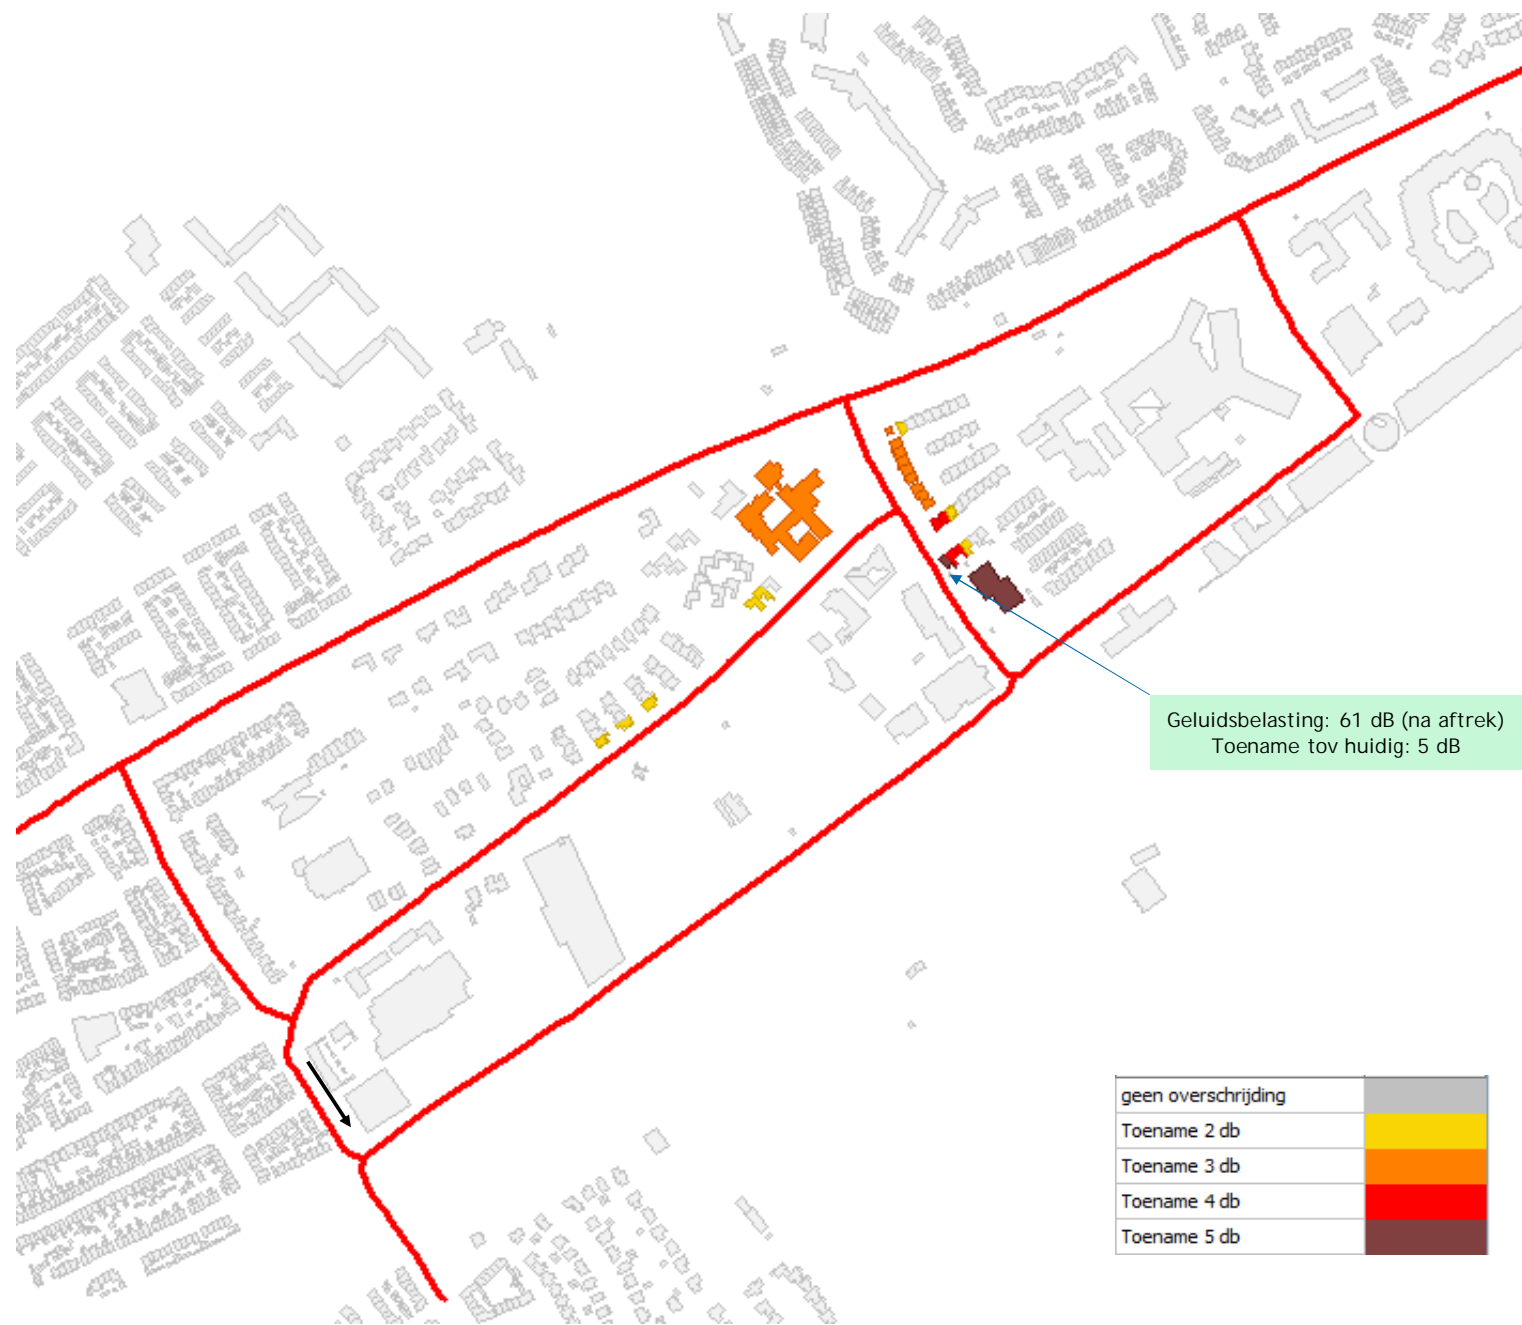 Geluidsbelasting: 61 dB (na aftrek)
Toename tov huidig: 5 dB
geen overschrijding
Toename 2 db
Toename 3 db
Toename 4 db
Toename 5 db